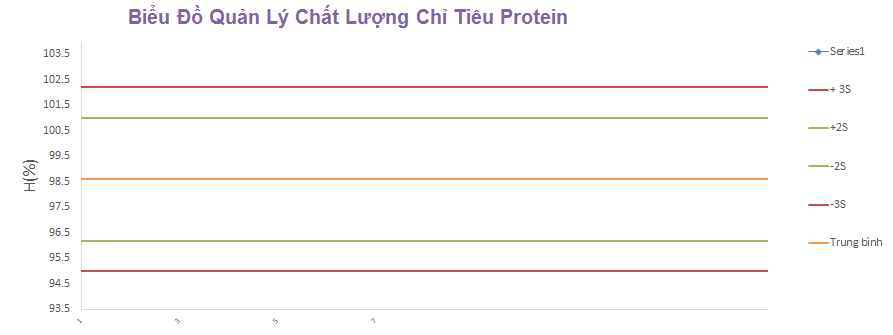 Biểu Đồ Quản Lý Chất Lượng Chỉ Tiêu Protein
H(%)
103.5
102.5
101.5
100.5
99.5
98.5
97.5
96.5
95.5
94.5
93.5
1
3
5
7
Series1
+ 3S
+2S
-2S
-3S
Trung bình